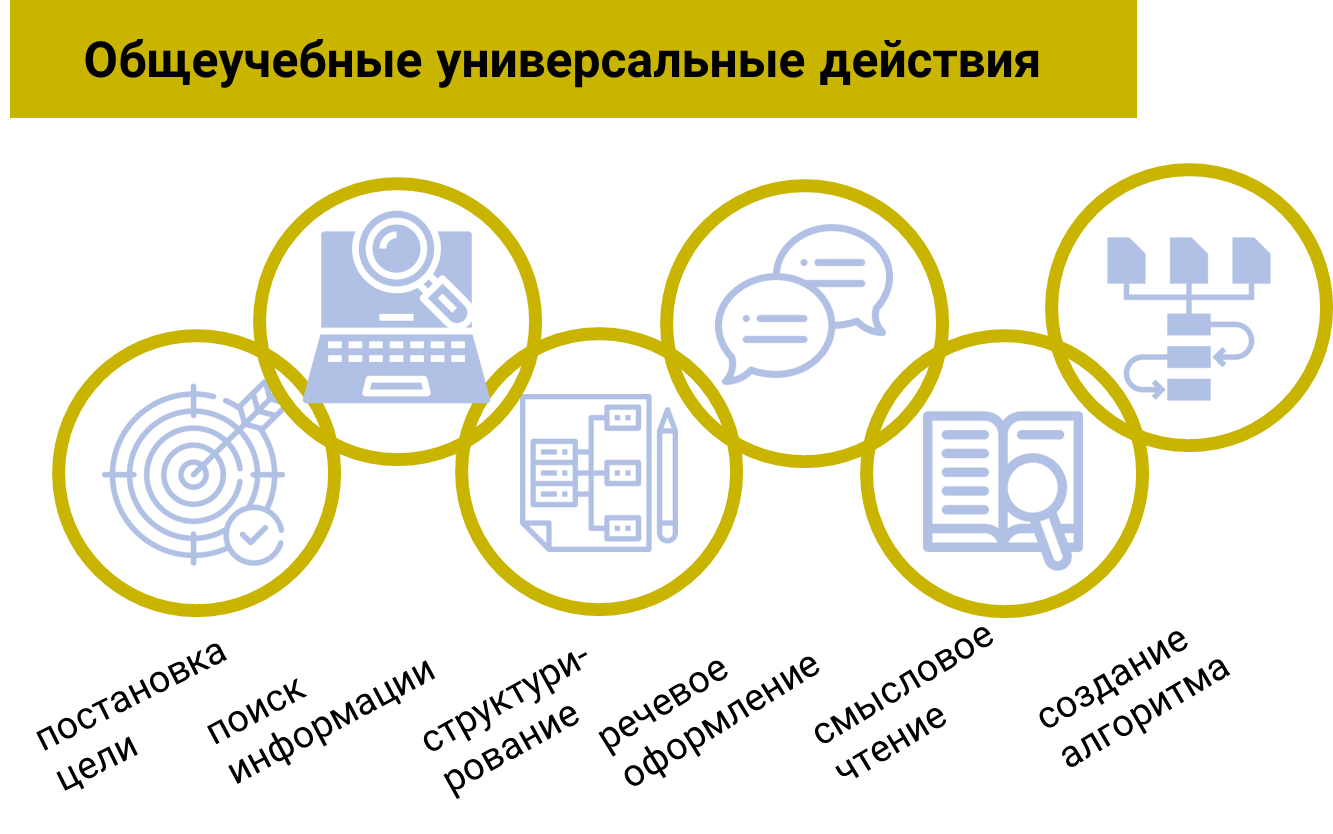 Общеучебные универсальные действия
постановка
цели
поиск
информации
структури-
рование
речевое
оформление
смысловое
чтение
создание
алгоритма